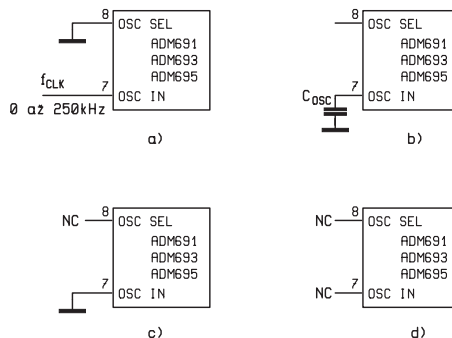 8 OSC SEL
ADM691
ADM693
ADM695
fCLK
7 OSC IN
0 až 250kHz
a)
8 OSC SEL
ADM691
ADM693
ADM695
COSC
7 OSC IN
b)
NC 8 OSC SEL
ADM691
ADM693
ADM695
7 OSC IN
c)
NC 8 OSC SEL
ADM691
ADM693
ADM695
NC 7 OSC IN
d)